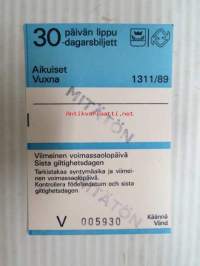 30 päivän lippu
-dagarsbiljett
Aikuiset
Vuxna
1311/89
MITÄTÖN
Viimeinen voimassaolopäivä
Sista giltighetsdagen
Tarkistakaa syntymäaika ja viimei-
nen voimassaolopäivä.
Kontrollera födelsedatum och sista
giltighetsdagen.
MITÄTÖN
V 005930
Käännä
Vänd